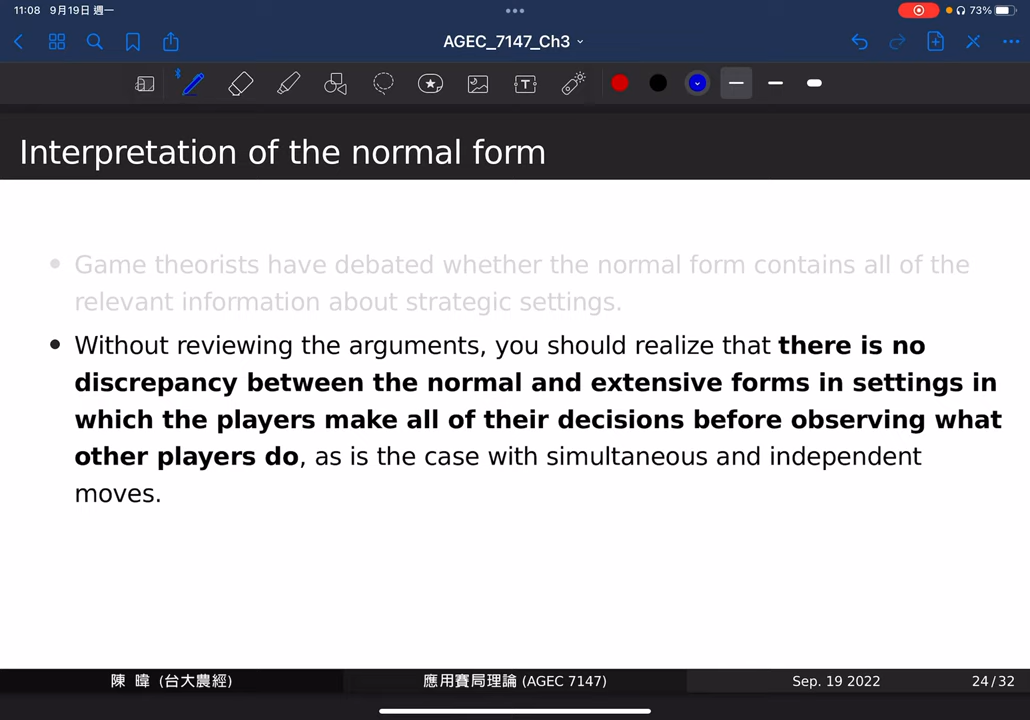 11:08 9月19日 週一
73%
AGEC_7147_Ch3
T
Interpretation of the normal form
Game theorists have debated whether the normal form contains all of the
relevant information about strategic settings.
Without reviewing the arguments, you should realize that there is no
discrepancy between the normal and extensive forms in settings in
which the players make all of their decisions before observing what
other players do, as is the case with simultaneous and independent
moves.
陳 暐 (台大農經) 應用賽局理論 (AGEC 7147) Sep. 19 2022 24/32